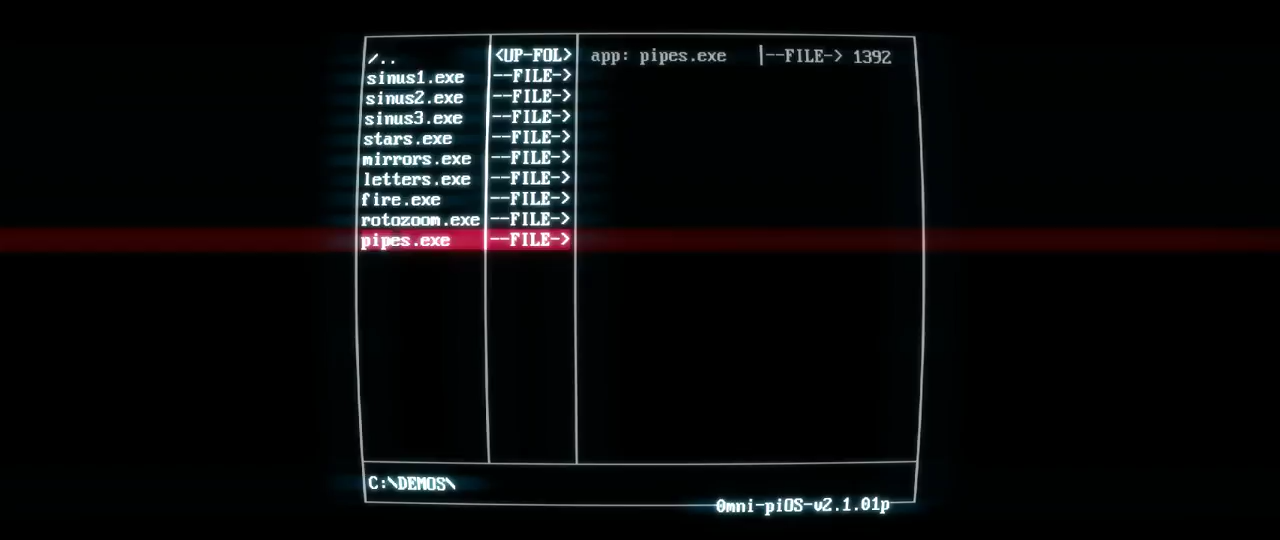 /.. <UP-FOL> app: pipes.exe |--FILE-> 1392
sinus1.exe --FILE->
sinus2.exe --FILE->
sinus3.exe --FILE->
stars.exe --FILE->
mirrors.exe --FILE->
letters.exe --FILE->
fire.exe --FILE->
rotozoom.exe --FILE->
pipes.exe --FILE->
C:\DEMOS\
0mni-piOS-v2.1.01p